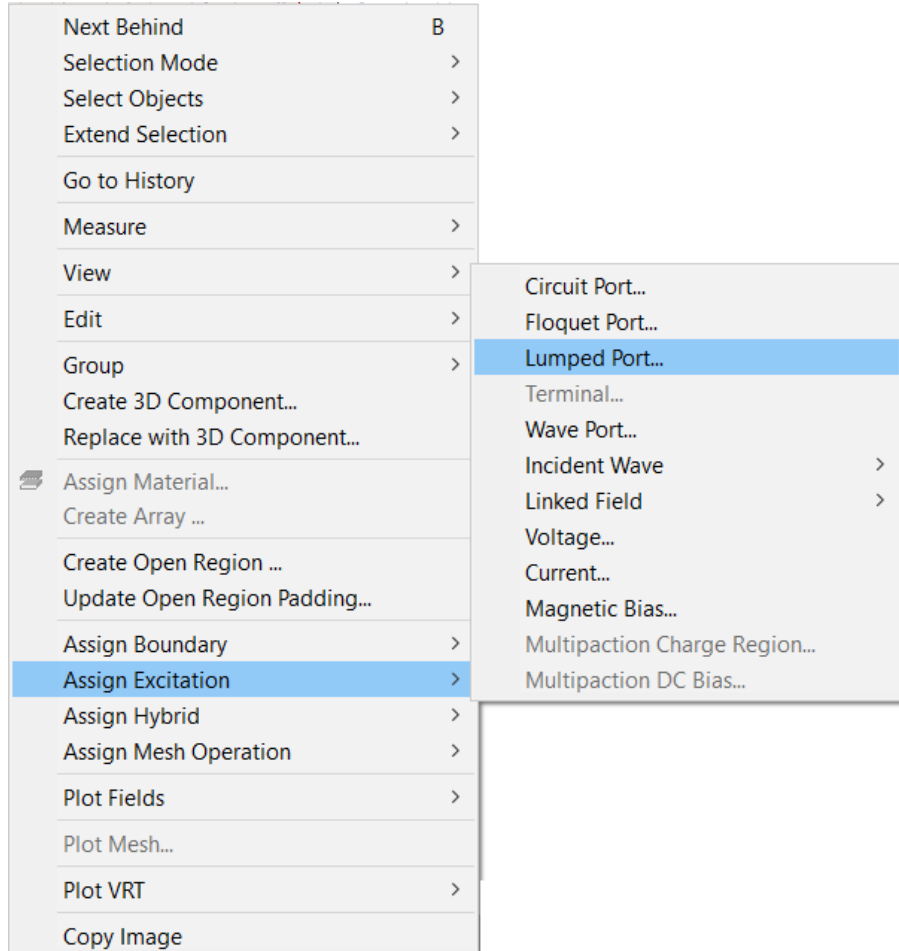 Next Behind B
Selection Mode
Select Objects
Extend Selection
Go to History
Measure
View
Edit
Group
Create 3D Component...
Replace with 3D Component...
Assign Material...
Create Array ...
Create Open Region ...
Update Open Region Padding...
Assign Boundary
Assign Excitation
Assign Hybrid
Assign Mesh Operation
Plot Fields
Plot Mesh...
Plot VRT
Copy Image
Circuit Port...
Floquet Port...
Lumped Port...
Terminal...
Wave Port...
Incident Wave
Linked Field
Voltage...
Current...
Magnetic Bias...
Multipaction Charge Region...
Multipaction DC Bias...